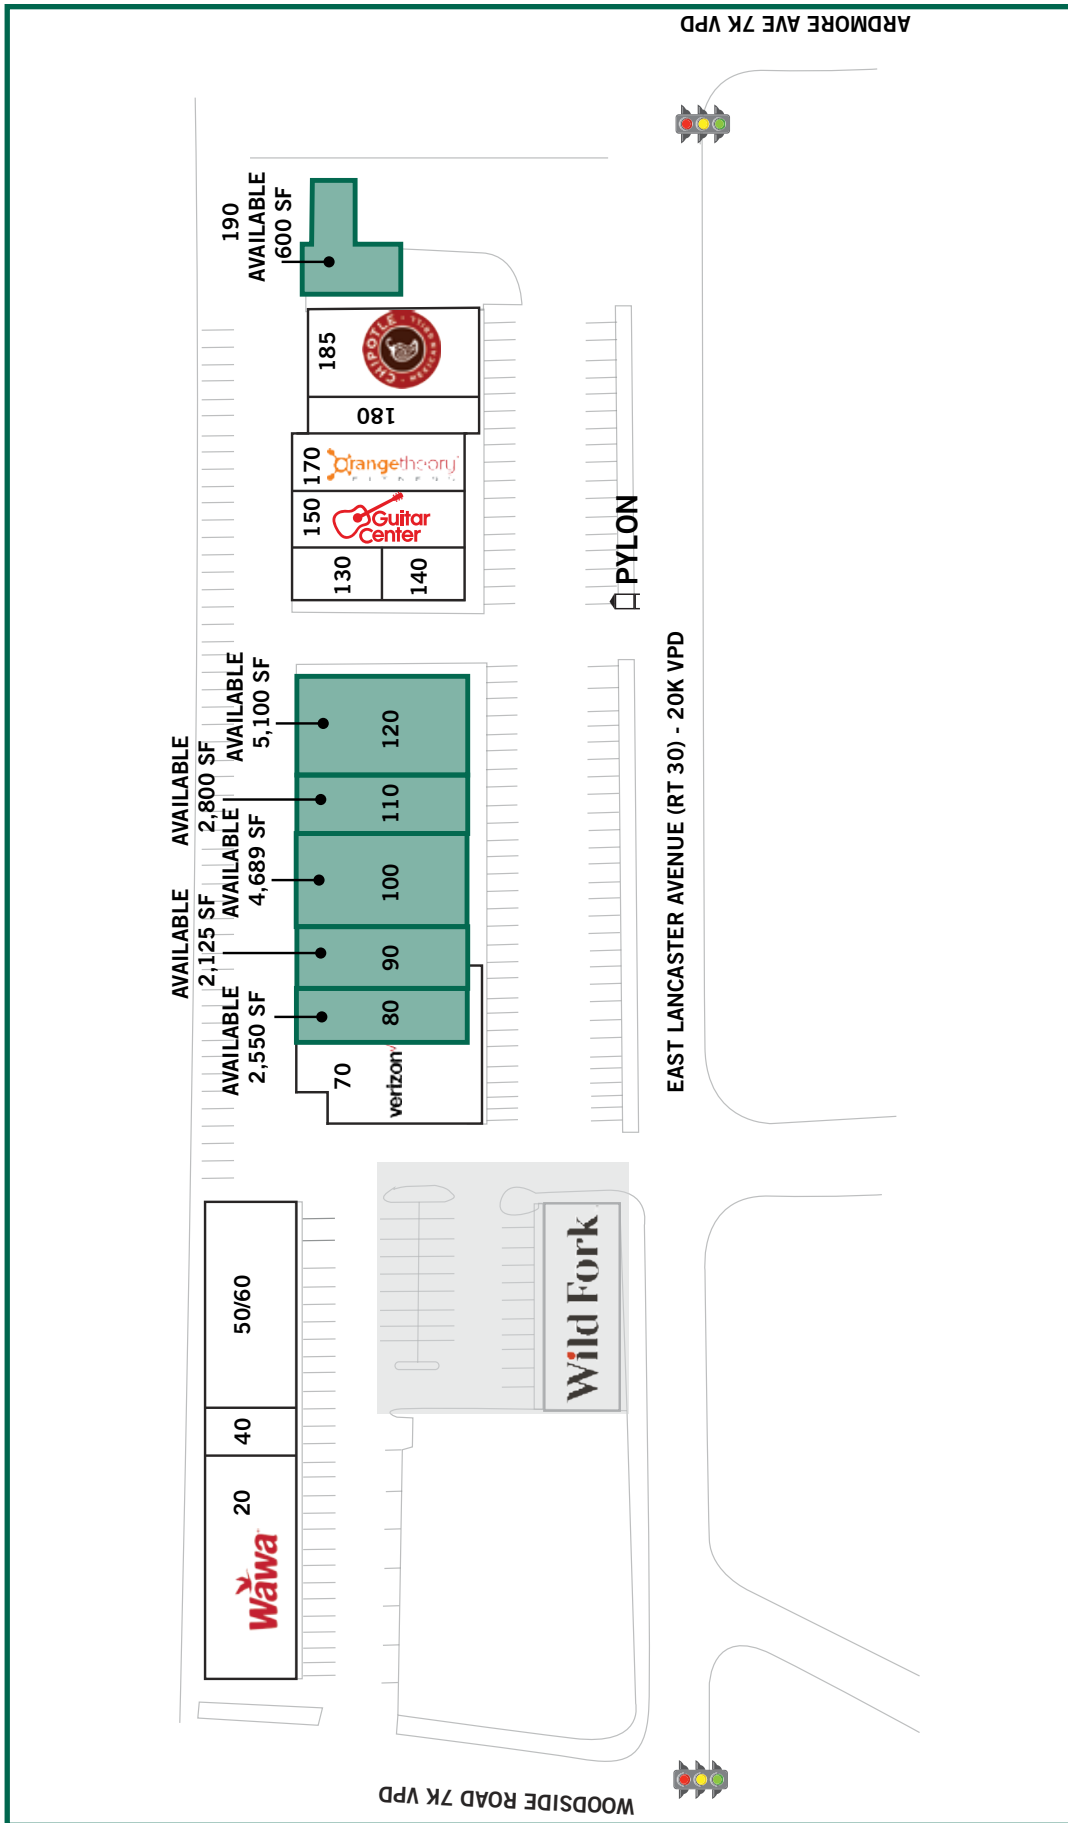 ARDMORE AVE 7K VPD
190
AVAILABLE
600 SF
185
CHIPOTLE
MEXICAN GRILL
180
170
Orangetheory
FITNESS
150
Guitar
Center
130
140
PYLON
EAST LANCASTER AVENUE (RT 30) - 20K VPD
AVAILABLE
5,100 SF
120
AVAILABLE
2,800 SF
110
AVAILABLE
4,689 SF
100
AVAILABLE
2,125 SF
90
AVAILABLE
2,550 SF
80
70
verizon
50/60
40
20
Wawa
Wild Fork
WOODSIDE ROAD 7K VPD